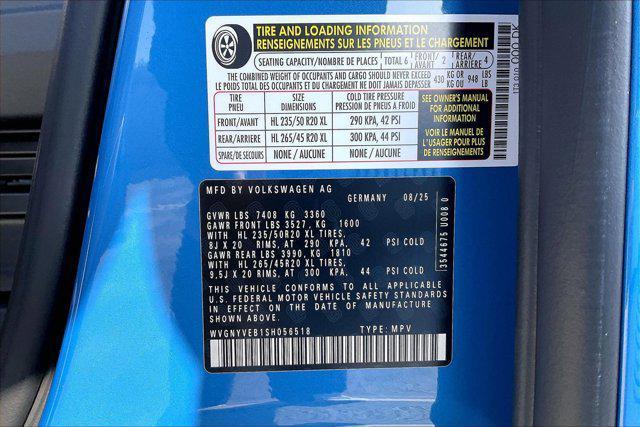 TIRE AND LOADING INFORMATION
RENSEIGNEMENTS SUR LES PNEUS ET LE CHARGEMENT
SEATING CAPACITY/NOMBRE DE PLACES TOTAL 6 FRONT/AVANT 2 REAR/ARRIÈRE 4
THE COMBINED WEIGHT OF OCCUPANTS AND CARGO SHOULD NEVER EXCEED 430 KG OR 948 LBS
LE POIDS TOTAL DES OCCUPANTS ET DU CHARGEMENT NE DOIT JAMAIS DEPASSER KG OU LB
TIRE PNEU SIZE DIMENSIONS COLD TIRE PRESSURE PRESSION DE PNEUS A FROID
FRONT/AVANT HL 235/50 R20 XL 290 KPA, 42 PSI
REAR/ARRIERE HL 265/45 R20 XL 300 KPA, 44 PSI
SPARE/DE SECOURS NONE / AUCUNE NONE / AUCUNE
SEE OWNER'S MANUAL
FOR ADDITIONAL
INFORMATION
VOIR LE MANUEL DE
L'USAGER POUR PLUS
DE RENSEIGNEMENTS
MFD BY VOLKSWAGEN AG
GERMANY 08/25
GVWR LBS 7408 KG 3360
GAWR FRONT LBS 3527, KG 1600
WITH HL 235/50R20 XL TIRES,
8J X 20 RIMS, AT 290 KPA, 42 PSI COLD
GAWR REAR LBS 3990, KG 1810
WITH HL 265/45R20 XL TIRES,
9.5J X 20 RIMS, AT 300 KPA, 44 PSI COLD
THIS VEHICLE CONFORMS TO ALL APPLICABLE
U.S. FEDERAL MOTOR VEHICLE SAFETY STANDARDS
IN EFFECT ON THE DATE OF MANUFACTURE
SHOWN ABOVE.
WVGNYVEB1SH056518 TYPE: MPV
3544675 U008 0